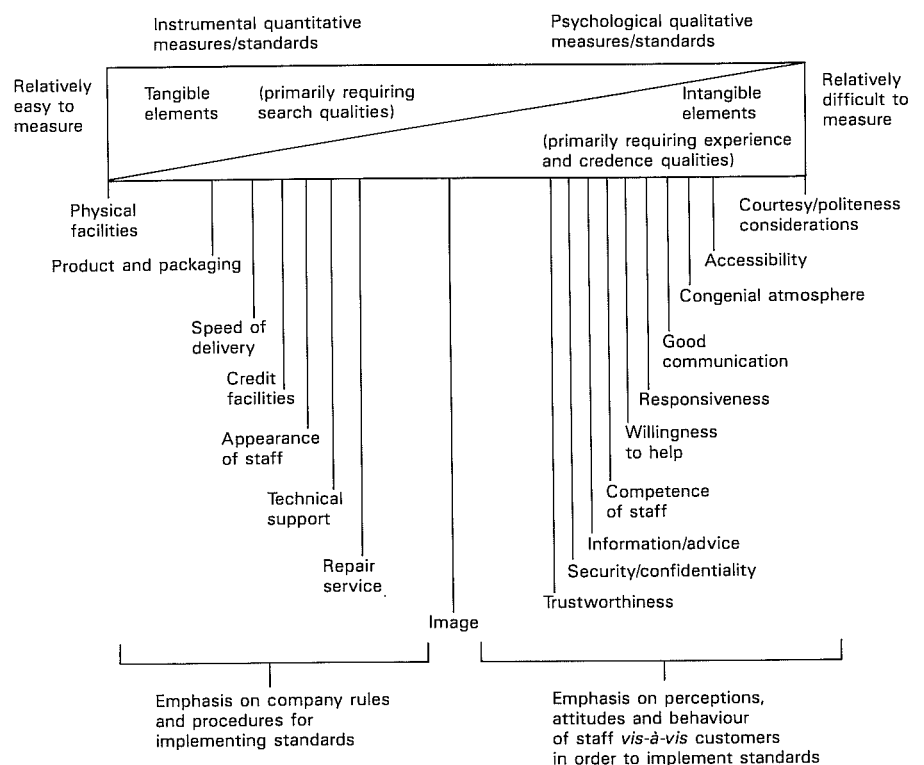 Instrumental quantitative
measures/standards
Psychological qualitative
measures/standards
Relatively
easy to
measure
Tangible
elements
(primarily requiring
search qualities)
Intangible
elements
(primarily requiring experience
and credence qualities)
Relatively
difficult to
measure
Physical
facilities
Product and packaging
Speed of
delivery
Credit
facilities
Appearance
of staff
Technical
support
Repair
service
Image
Trustworthiness
Security/confidentiality
Information/advice
Competence
of staff
Willingness
to help
Responsiveness
Good
communication
Congenial atmosphere
Accessibility
Courtesy/politeness
considerations
Emphasis on company rules
and procedures for
implementing standards
Emphasis on perceptions,
attitudes and behaviour
of staff vis-à-vis customers
in order to implement standards